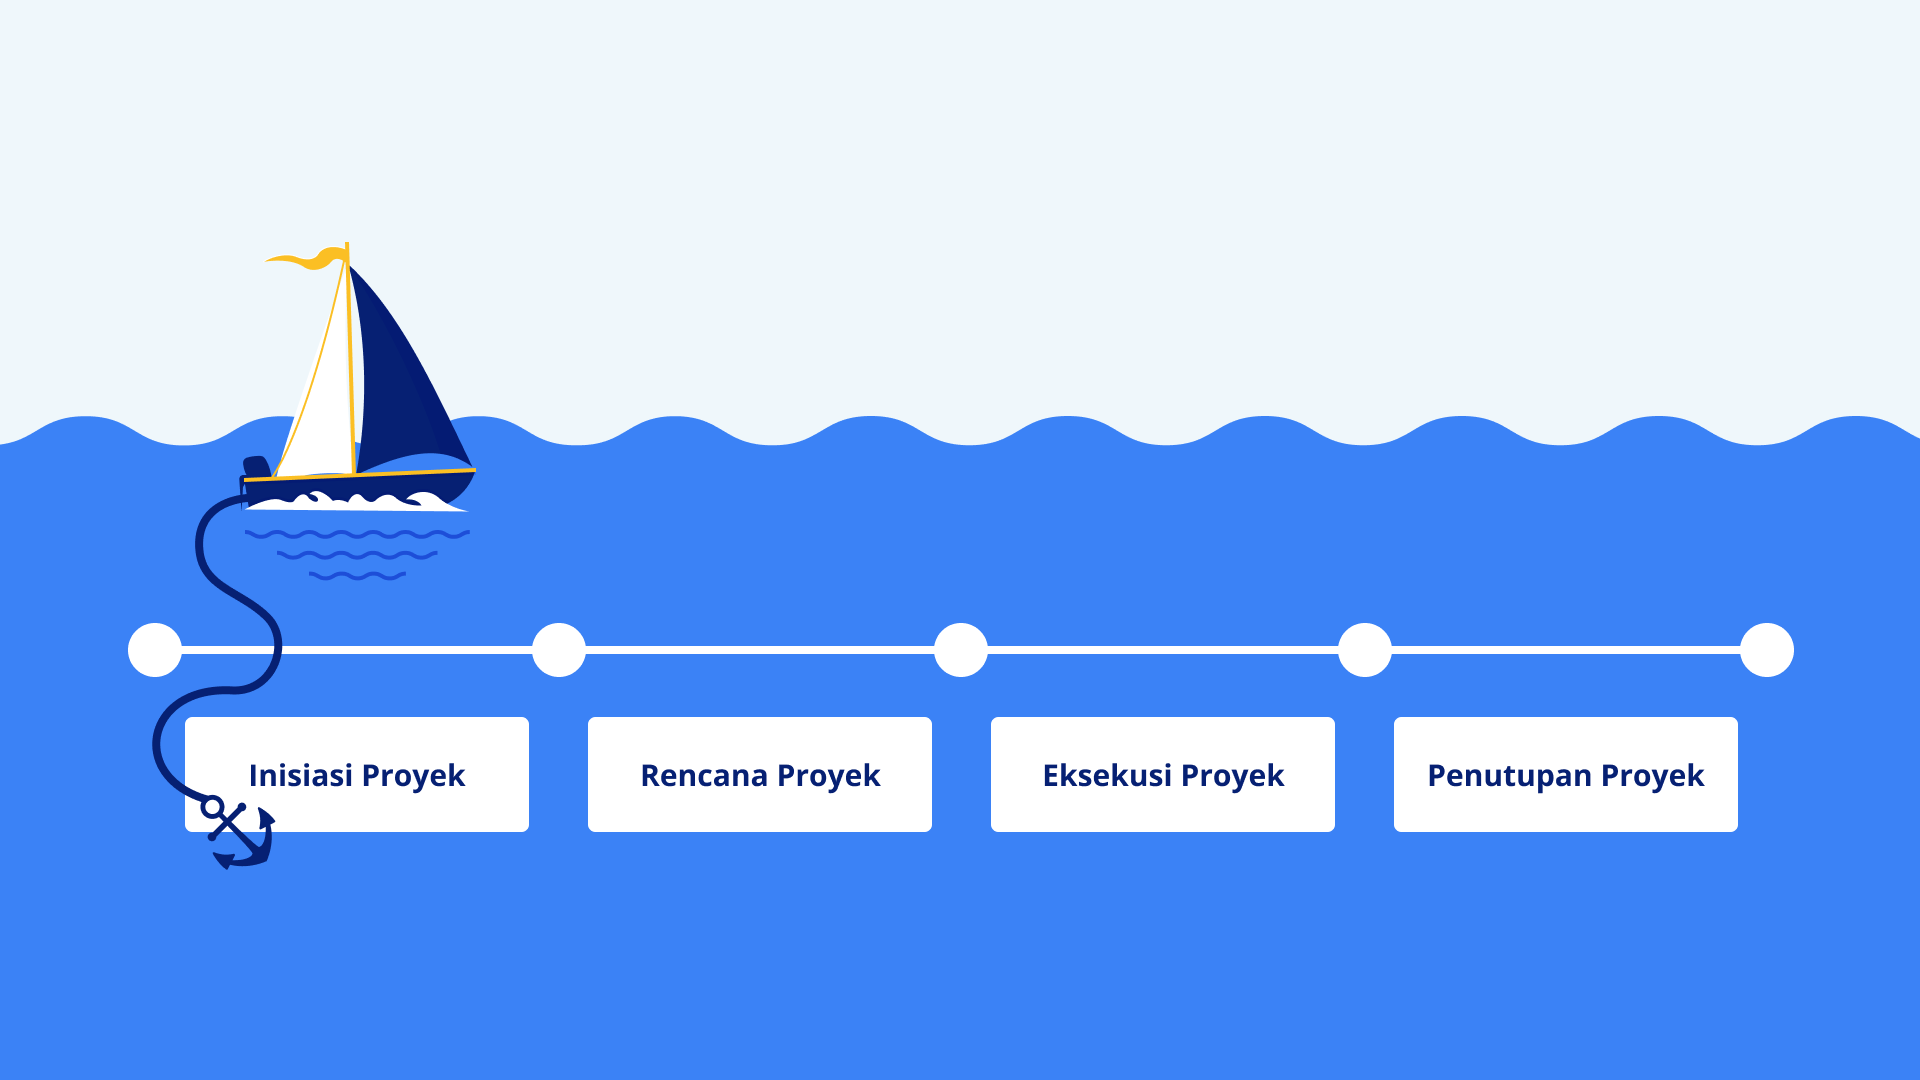 Inisiasi Proyek
Rencana Proyek
Eksekusi Proyek
Penutupan Proyek